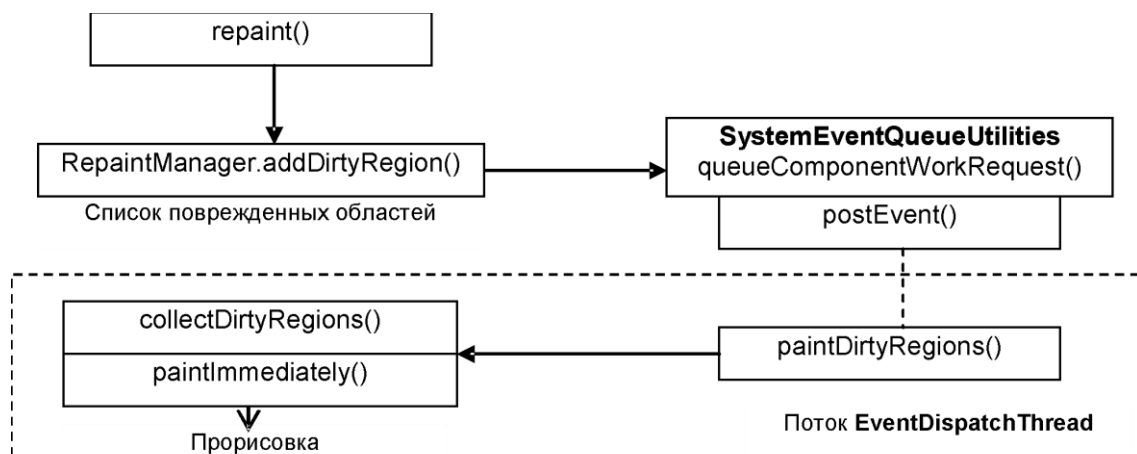 repaint()
RepaintManager.addDirtyRegion()
Список поврежденных областей
SystemEventQueueUtilities
queueComponentWorkRequest()
postEvent()
collectDirtyRegions()
paintImmediately()
Прорисовка
paintDirtyRegions()
Поток EventDispatchThread